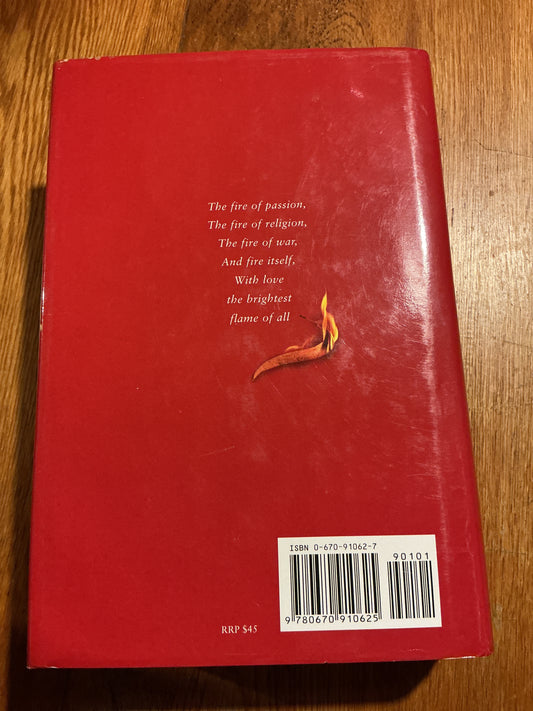 The fire of passion,
The fire of religion,
The fire of war,
And fire itself,
With love
the brightest
flame of all
ISBN 0-670-91062-7
90101
9 780670 910625
RRP $45